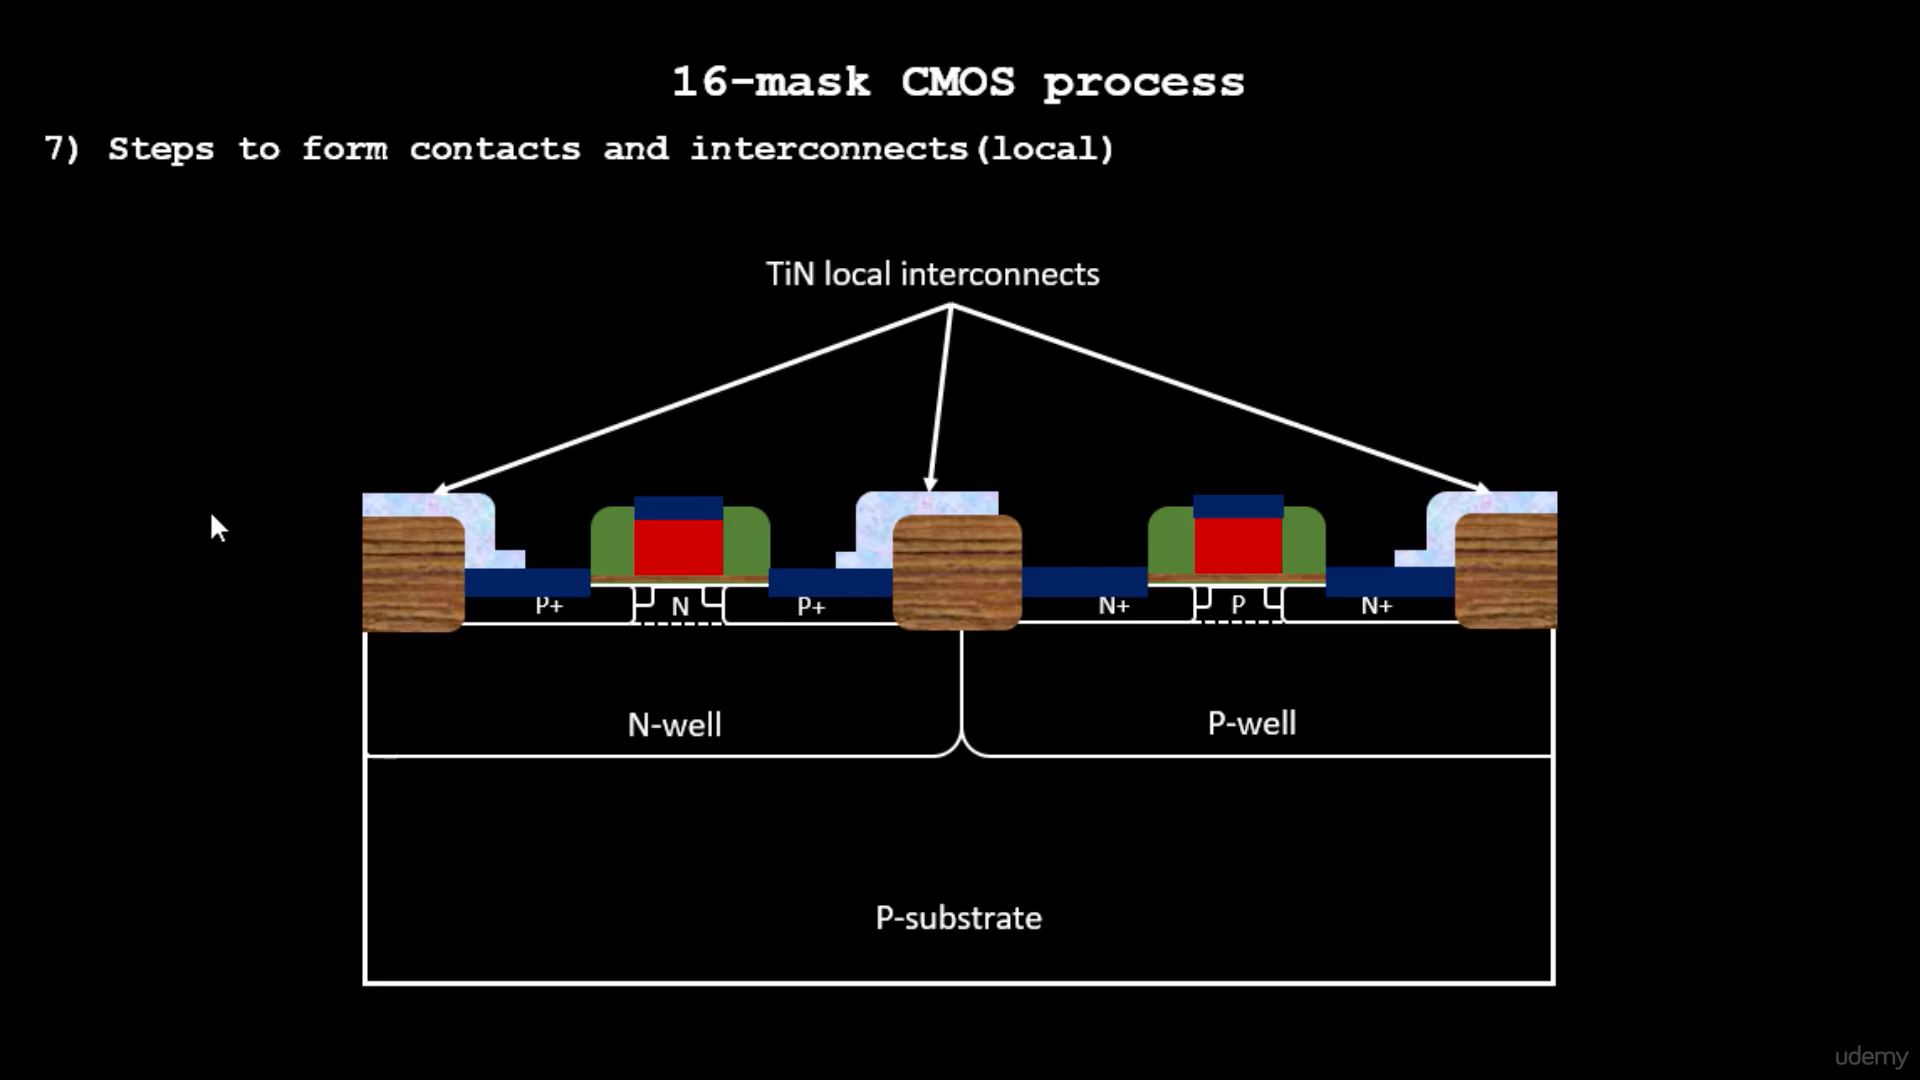 16-mask CMOS process
7) Steps to form contacts and interconnects(local)
TiN local interconnects
P+ N P+ N+ P N+
N-well P-well
P-substrate
udemy